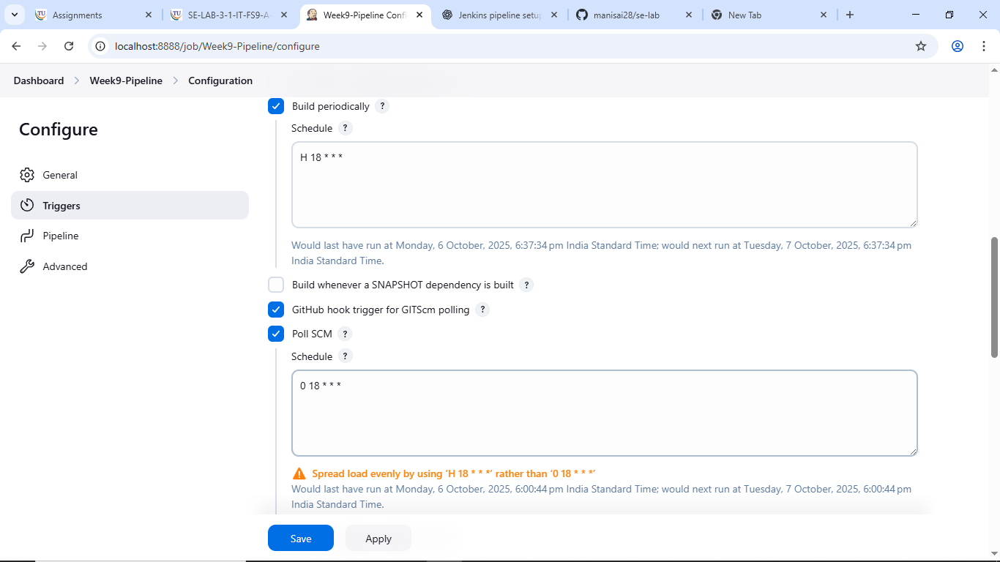 Assignments
SE-LAB-3-1-IT-FS9-A-
Week9-Pipeline Confi
Jenkins pipeline setup
manisai28/se-lab
New Tab
localhost:8888/job/Week9-Pipeline/configure
Dashboard > Week9-Pipeline > Configuration
Configure
General
Triggers
Pipeline
Advanced
Build periodically ?
Schedule ?
H 18 * * *
Would last have run at Monday, 6 October, 2025, 6:37:34 pm India Standard Time; would next run at Tuesday, 7 October, 2025, 6:37:34 pm
India Standard Time.
Build whenever a SNAPSHOT dependency is built ?
GitHub hook trigger for GITScm polling ?
Poll SCM ?
Schedule ?
0 18 * * *
Spread load evenly by using ‘H 18 * * *’ rather than ‘0 18 * * *’
Would last have run at Monday, 6 October, 2025, 6:00:44 pm India Standard Time; would next run at Tuesday, 7 October, 2025, 6:00:44 pm
India Standard Time.
Save
Apply